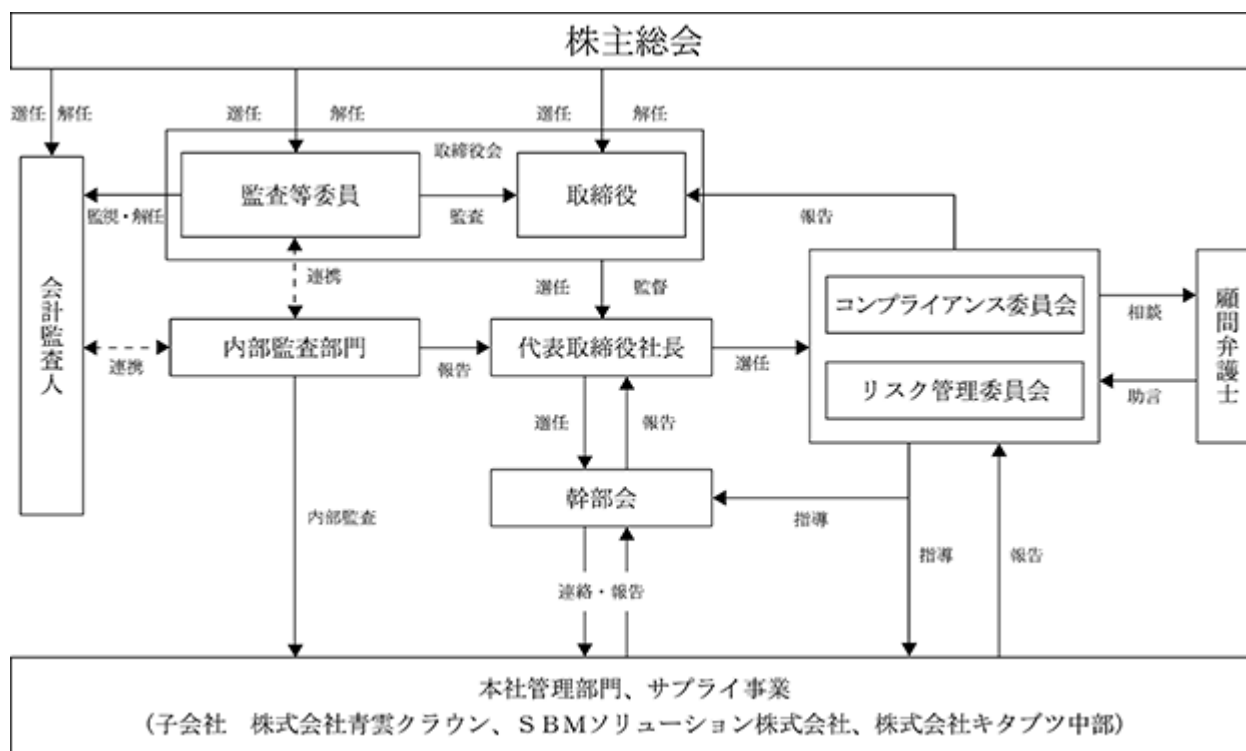 株主総会
選任 解任
選任 解任
選任 解任
取締役会
監査等委員
取締役
監視・解任
監査
報告
連携
選任 監督
コンプライアンス委員会
相談
顧問弁護士
会計監査人
連携
内部監査部門
報告
代表取締役社長
選任
リスク管理委員会
助言
選任
報告
幹部会
指導
内部監査
連絡・報告
指導
報告
本社管理部門、サプライ事業
(子会社 株式会社青雲クラウン、SBMソリューション株式会社、株式会社キタブツ中部)